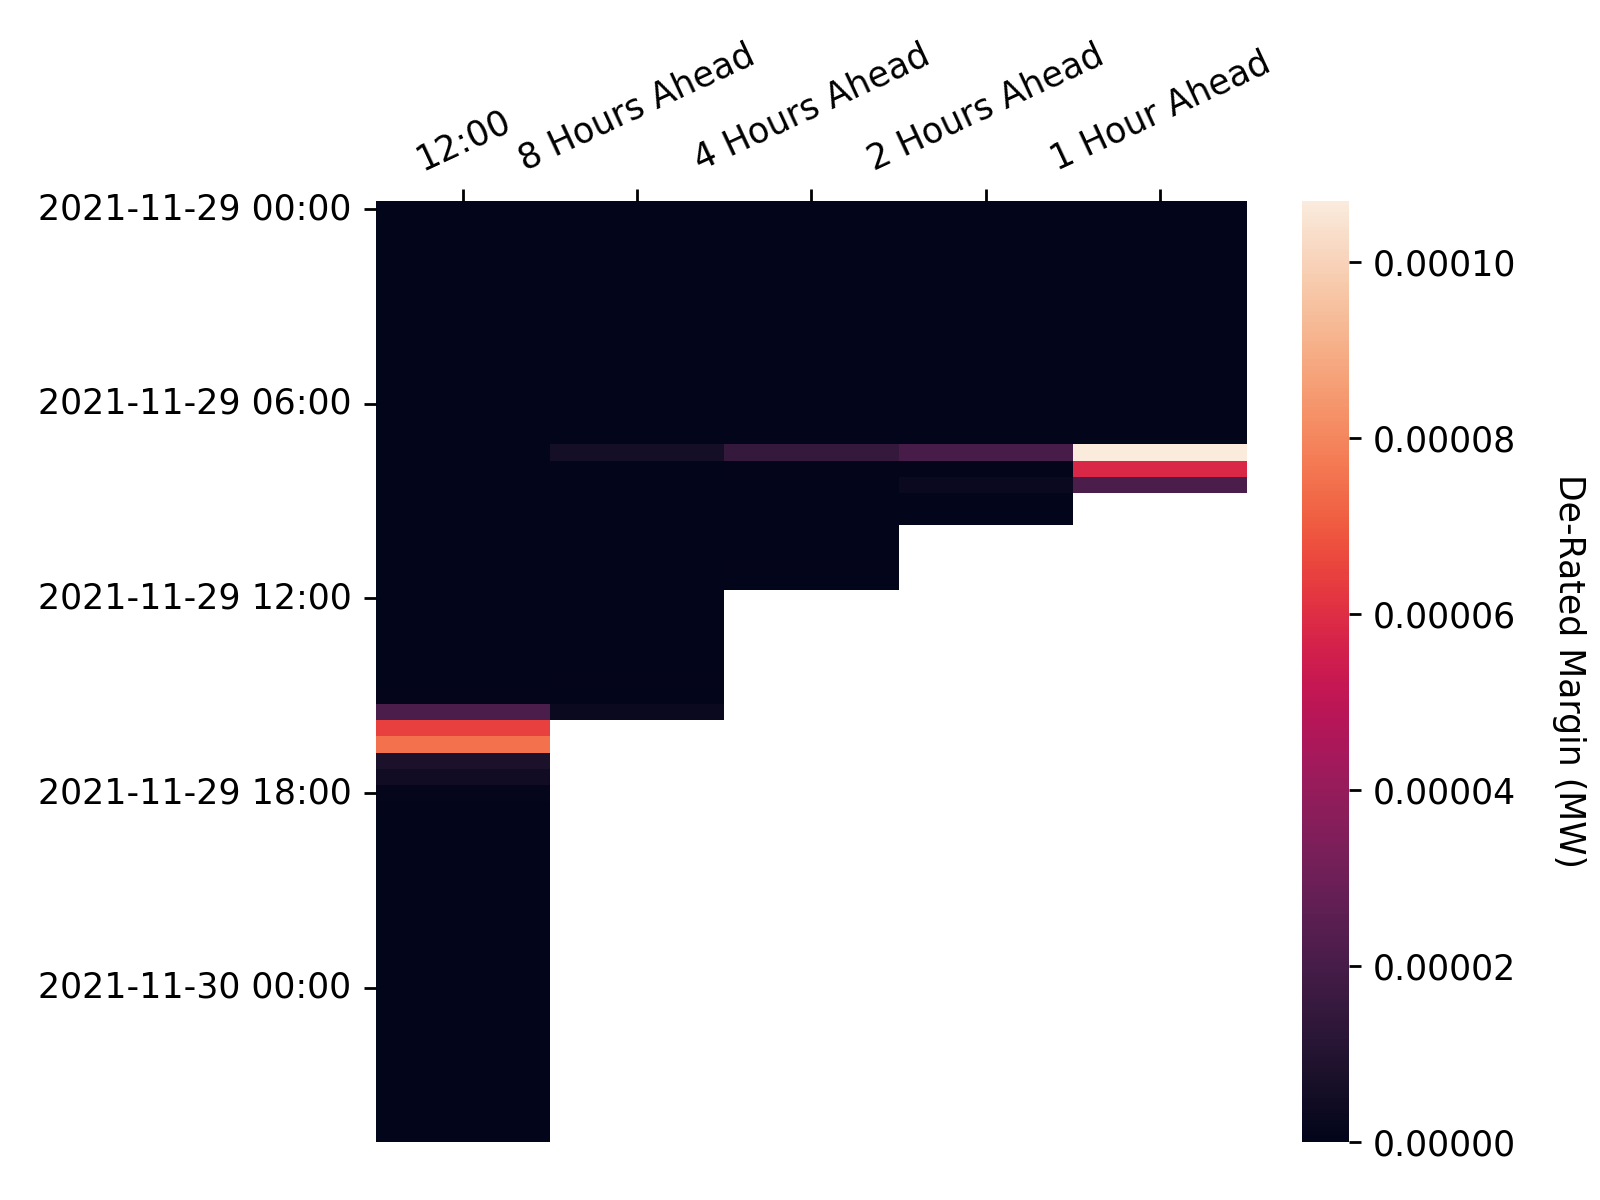 12:00
8 Hours Ahead
4 Hours Ahead
2 Hours Ahead
1 Hour Ahead
2021-11-29 00:00
2021-11-29 06:00
2021-11-29 12:00
2021-11-29 18:00
2021-11-30 00:00
0.00010
0.00008
0.00006
0.00004
0.00002
0.00000
De-Rated Margin (MW)